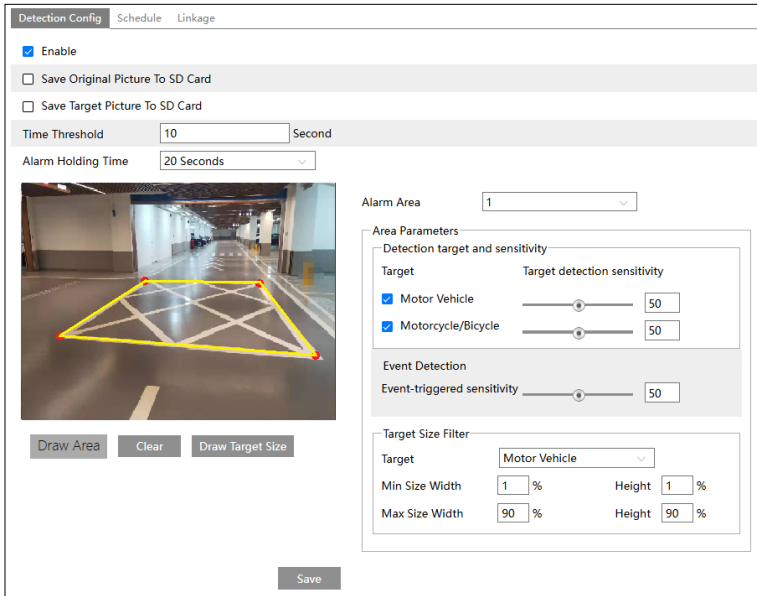 Detection Config Schedule Linkage
Enable
Save Original Picture To SD Card
Save Target Picture To SD Card
Time Threshold 10 Second
Alarm Holding Time 20 Seconds
Alarm Area 1
Area Parameters
Detection target and sensitivity
Target Target detection sensitivity
Motor Vehicle 50
Motorcycle/Bicycle 50
Event Detection
Event-triggered sensitivity 50
Draw Area Clear Draw Target Size
Target Size Filter
Target Motor Vehicle
Min Size Width 1 % Height 1 %
Max Size Width 90 % Height 90 %
Save